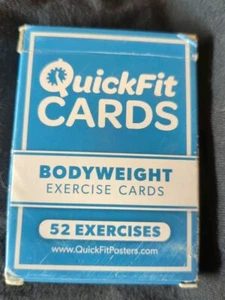 QuickFit
CARDS
BODYWEIGHT
EXERCISE CARDS
52 EXERCISES
www.QuickFitPosters.com